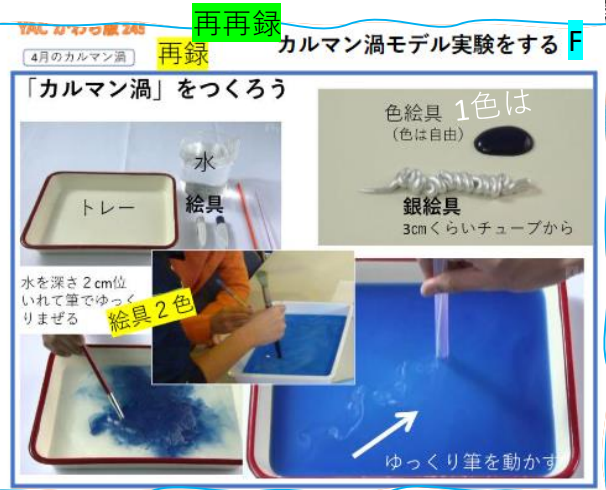 再再録
YAC かわら版 245
4月のカルマン渦
再録
カルマン渦モデル実験をする F
「カルマン渦」をつくろう
色絵具 1色は
（色は自由）
水
トレー
絵具
銀絵具
3cmくらいチューブから
水を深さ２cm位
いれて筆でゆっく
りまぜる
絵具２色
ゆっくり筆を動かす